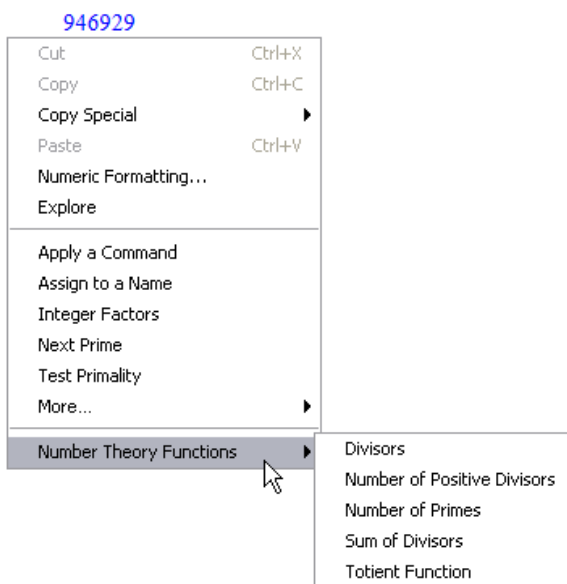 946929
Cut Ctrl+X
Copy Ctrl+C
Copy Special
Paste Ctrl+V
Numeric Formatting...
Explore
Apply a Command
Assign to a Name
Integer Factors
Next Prime
Test Primality
More...
Number Theory Functions
Divisors
Number of Positive Divisors
Number of Primes
Sum of Divisors
Totient Function